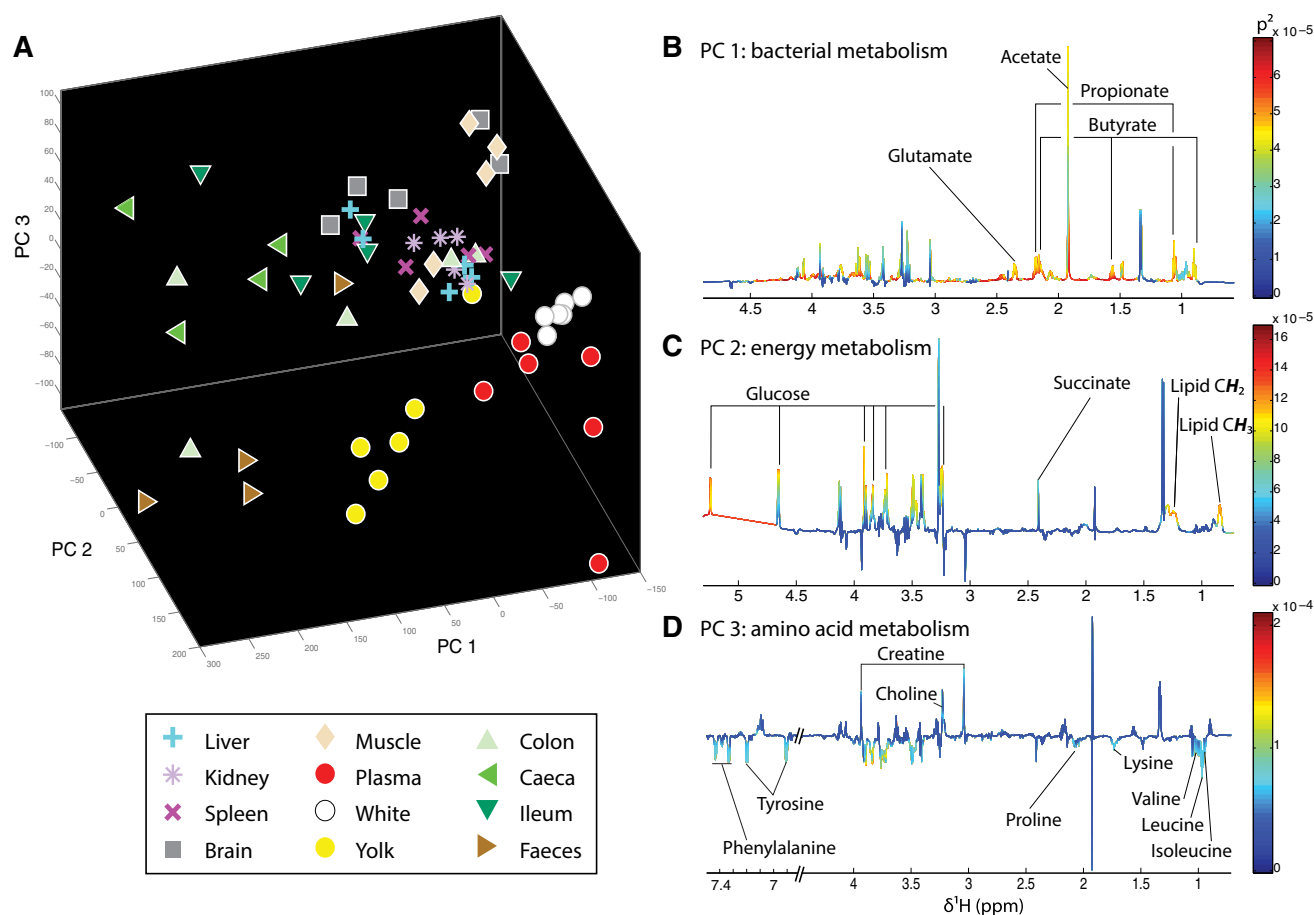 A
PC 3
100
80
60
40
20
0
-20
-40
-60
-80
-100
-100
-50
0
50
100
150
200
PC 2
300
250
200
150
100
50
0
-50
-100
-150
PC 1
Liver
Muscle
Colon
Kidney
Plasma
Caeca
Spleen
White
Ileum
Brain
Yolk
Faeces
B PC 1: bacterial metabolism
Acetate
Propionate
Butyrate
Glutamate
4.5 4 3.5 3 2.5 2 1.5 1
p² x 10⁻⁵
6
5
4
3
2
1
0
C PC 2: energy metabolism
Glucose
Succinate
Lipid CH₂
Lipid CH₃
5 4.5 4 3.5 3 2.5 2 1.5 1
x 10⁻⁵
16
14
12
10
8
6
4
2
0
D PC 3: amino acid metabolism
Creatine
Choline
Lysine
Tyrosine
Proline
Valine
Leucine
Phenylalanine
Isoleucine
7.4 7 4 3.5 3 2.5 2 1.5 1
δ¹H (ppm)
x 10⁻⁴
2
1
0